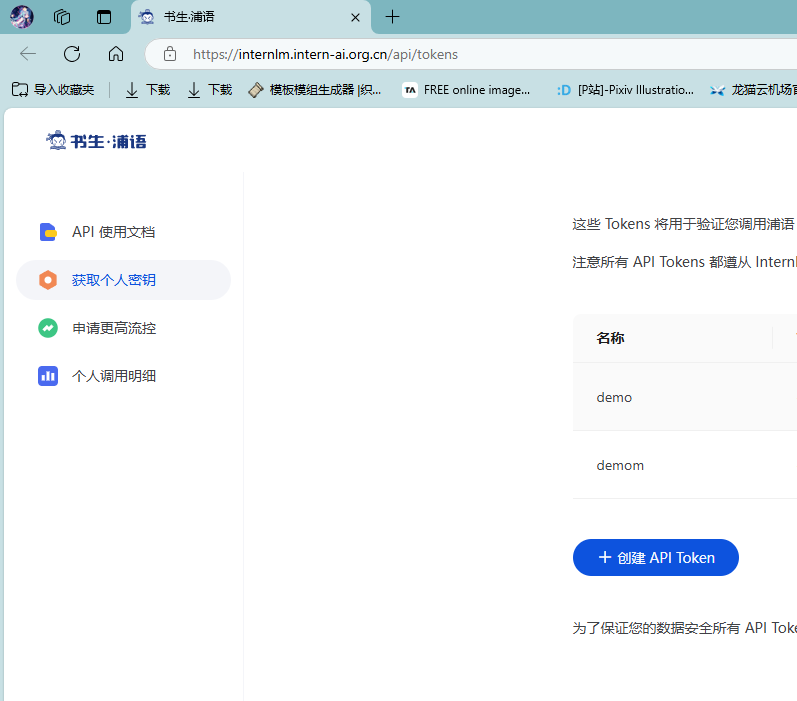 书生·浦语
https://internlm.intern-ai.org.cn/api/tokens
导入收藏夹 下载 下载 模板模组生成器 |织... TA FREE online image... :D [P站]-Pixiv Illustratio... 龙猫云机场
书生·浦语
API 使用文档
获取个人密钥
申请更高流控
个人调用明细
这些 Tokens 将用于验证您调用浦语
注意所有 API Tokens 都遵从 Internl
名称
demo
demom
+ 创建 API Token
为了保证您的数据安全所有 API Toke